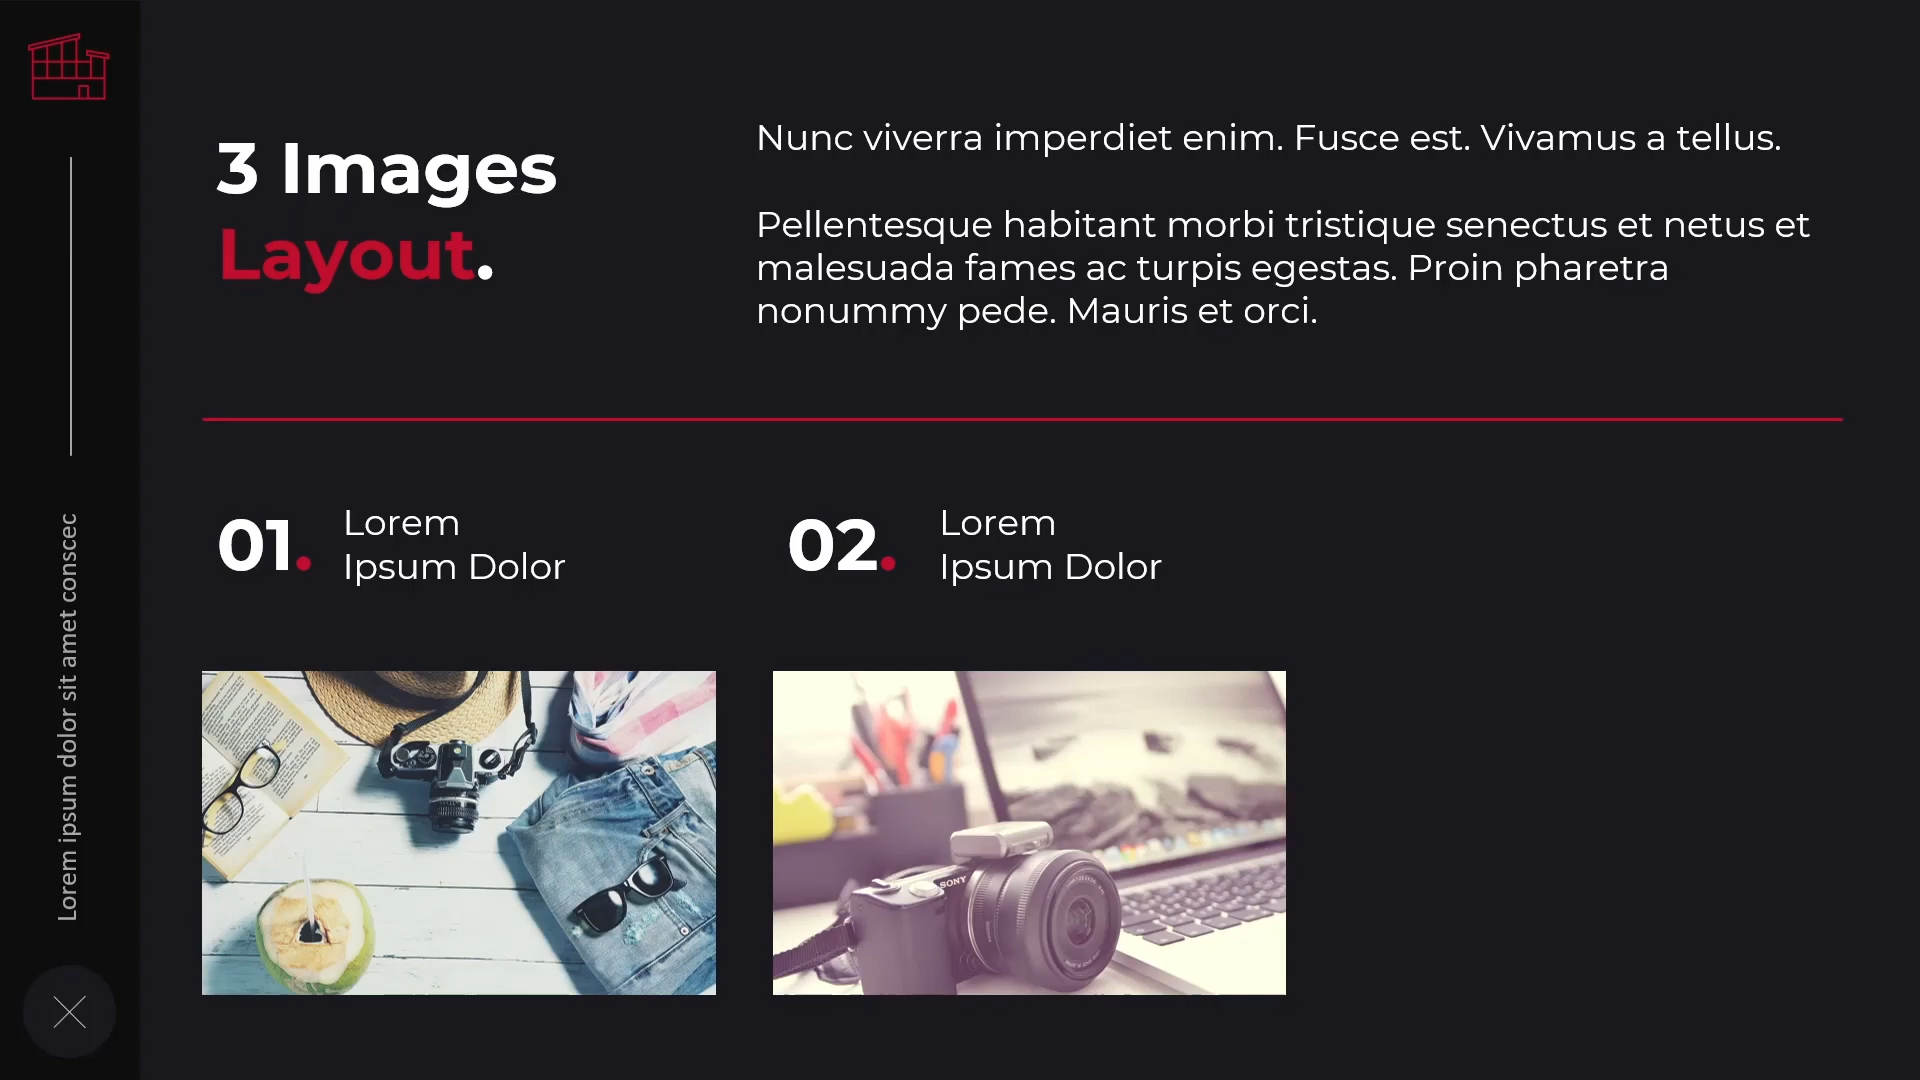 3 Images
Layout.
Nunc viverra imperdiet enim. Fusce est. Vivamus a tellus.
Pellentesque habitant morbi tristique senectus et netus et
malesuada fames ac turpis egestas. Proin pharetra
nonummy pede. Mauris et orci.
01.
Lorem
Ipsum Dolor
02.
Lorem
Ipsum Dolor
SONY
Lorem ipsum dolor sit amet conscec